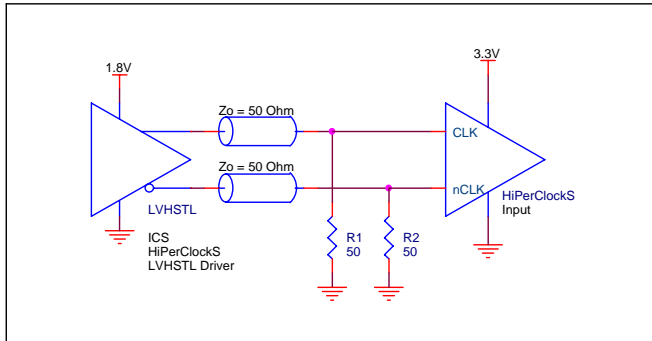 1.8V
3.3V
Zo = 50 Ohm
CLK
Zo = 50 Ohm
nCLK
HiPerClockS
Input
LVHSTL
ICS
HiPerClockS
LVHSTL Driver
R1
50
R2
50